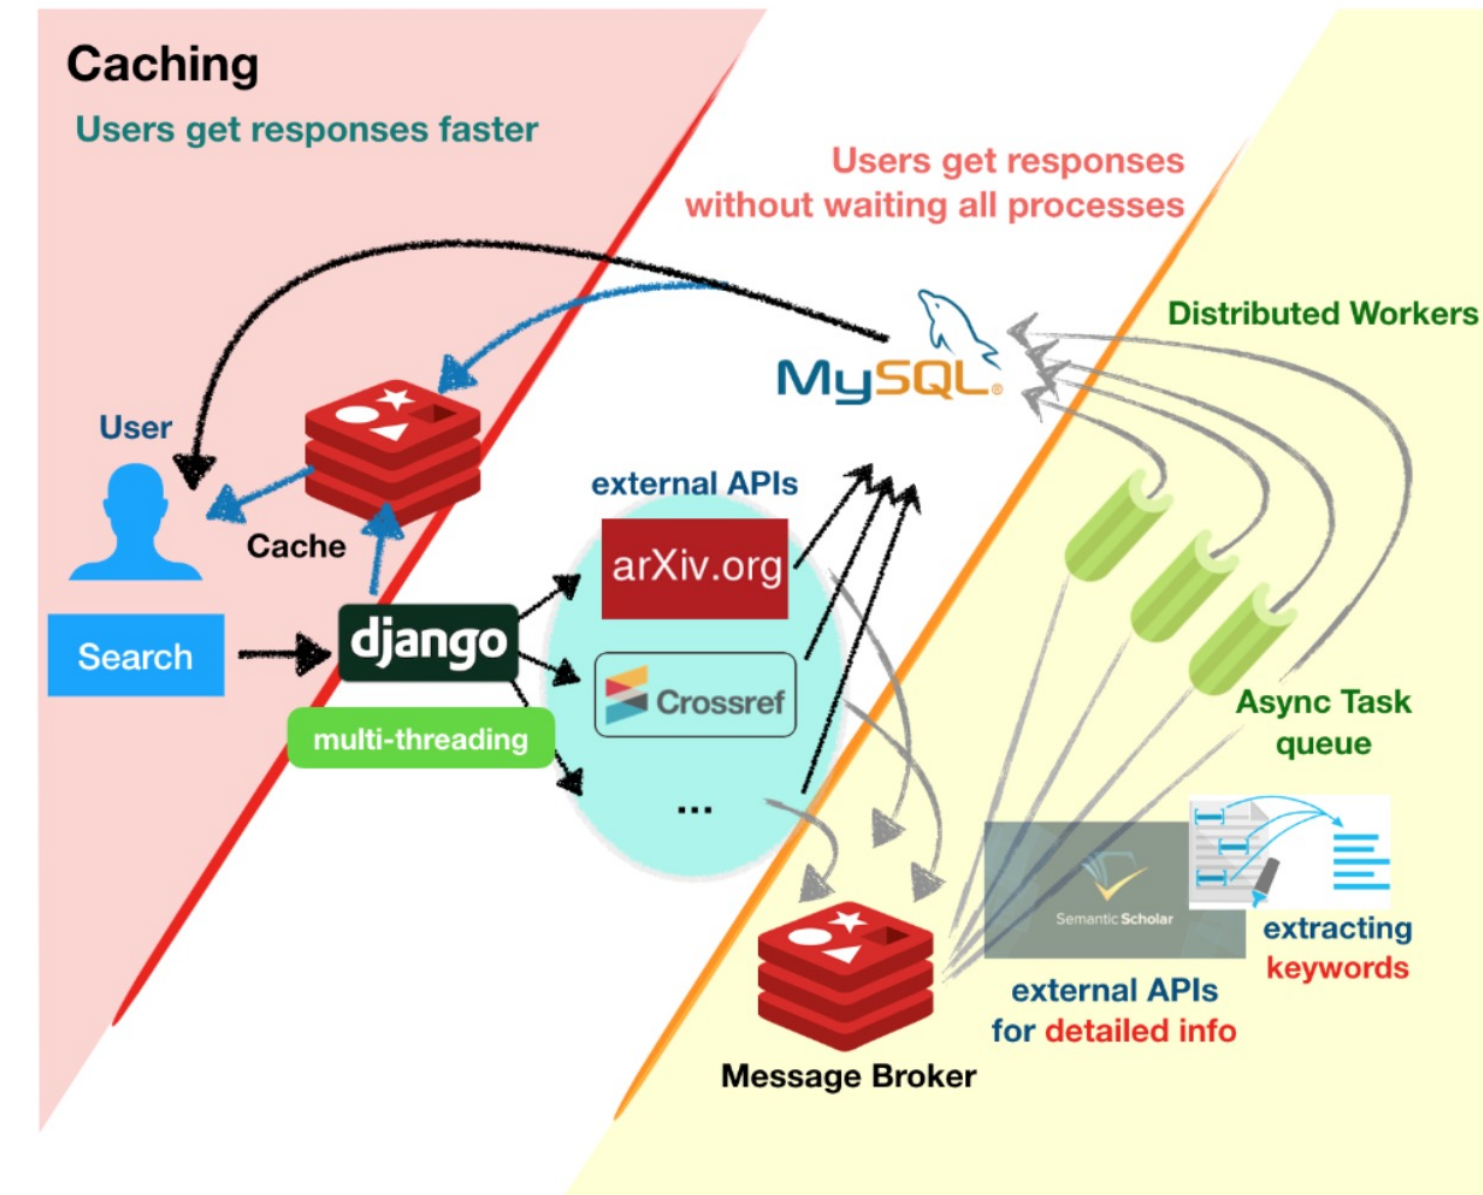 Caching
Users get responses faster
Users get responses
without waiting all processes
Distributed Workers
MySQL®
User
external APIs
Cache
arXiv.org
Search
django
Crossref
multi-threading
...
Async Task
queue
Semantic Scholar
extracting
keywords
external APIs
for detailed info
Message Broker